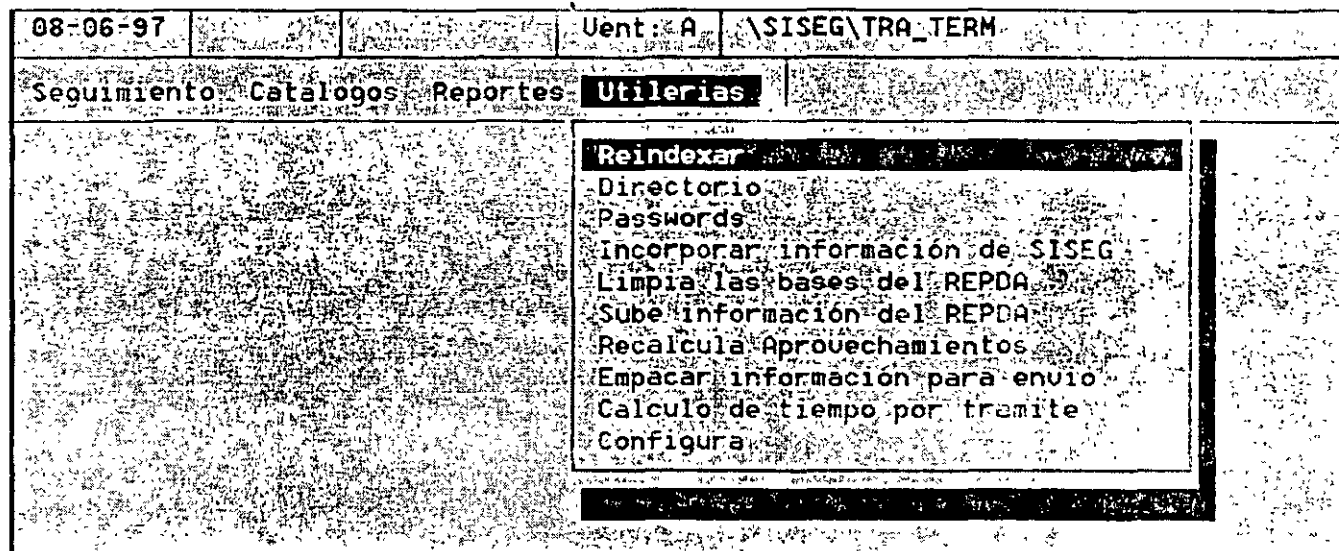 08-06-97 Vent: A \SISEG\TRA_TERM
Seguimiento Catalogos Reportes Utilerias
Reindexar
Directorio
Passwords
Incorporar información de SISEG
Limpia las bases del REPDA
Sube información del REPDA
Recalcula Aprovechamientos
Empacar información para envio
Calculo de tiempo por tramite
Configura